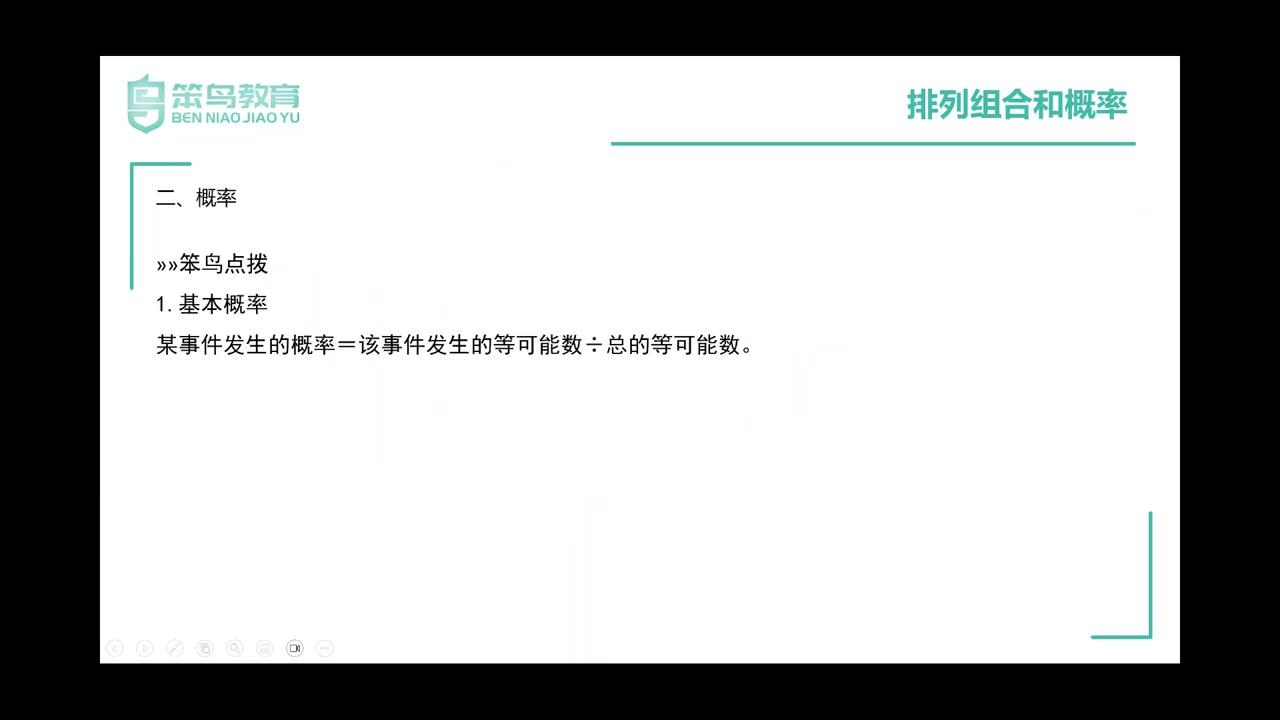 笨鸟教育
BEN NIAO JIAO YU
排列组合和概率
二、概率
»»笨鸟点拨
1. 基本概率
某事件发生的概率＝该事件发生的等可能数÷总的等可能数。